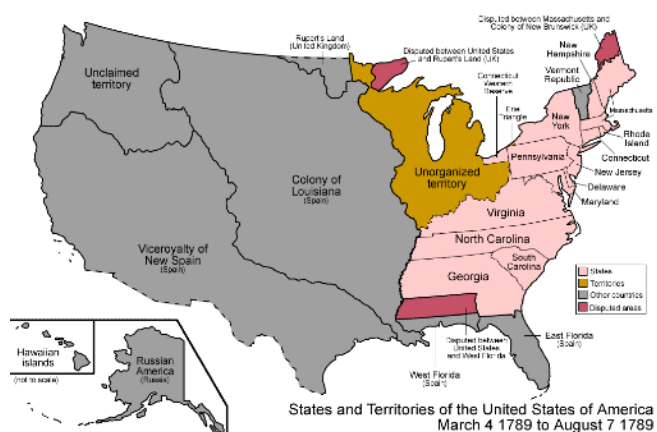 Disputed between Massachusetts and
Colony of New Brunswick (UK)
Rupert's Land
(United Kingdom)
Disputed between United States
and Rupert's Land (UK)
New
Hampshire
Vermont
Republic
Unclaimed
territory
Connecticut
Western
Reserve
Erie
Triangle
Massachusetts
New
York
Rhode
Island
Connecticut
Pennsylvania
New Jersey
Delaware
Maryland
Unorganized
territory
Colony of
Louisiana
(Spain)
Virginia
Viceroyalty of
New Spain
(Spain)
North Carolina
South
Carolina
Georgia
States
Territories
Other countries
Disputed areas
East Florida
(Spain)
Disputed between
United States
and West Florida
West Florida
(Spain)
Hawaiian
islands
(not to scale)
Russian
America
(Russia)
States and Territories of the United States of America
March 4 1789 to August 7 1789